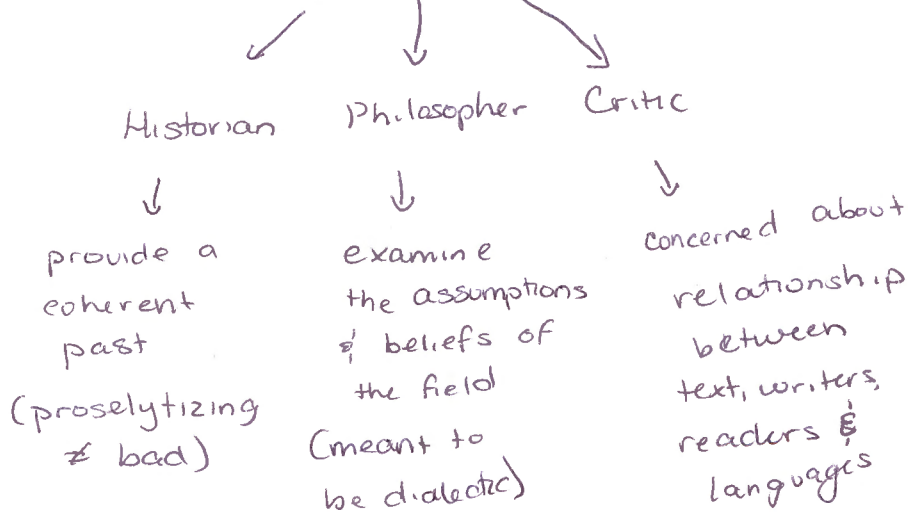 Historian
↓
provide a
coherent
past
(proselytizing
≠ bad)
Philosopher
↓
examine
the assumptions
& beliefs of
the field
(meant to
be dialectic)
Critic
↓
concerned about
relationship
between
text, writers,
readers &
languages